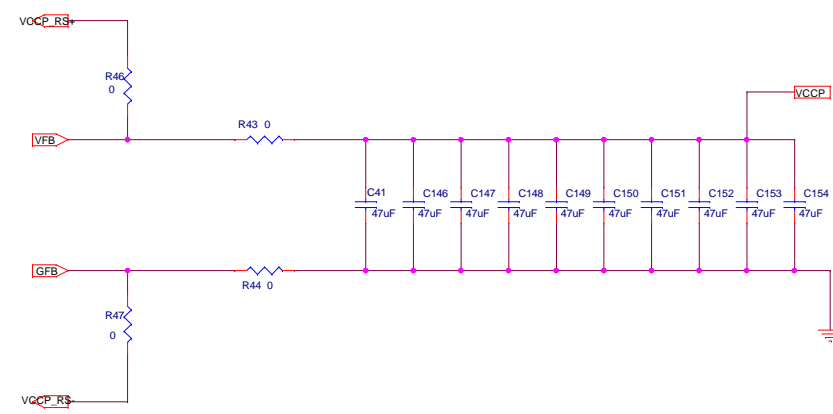 VCCP_RS+
R46
0
VCCP
R43 0
VFB
C41 C146 C147 C148 C149 C150 C151 C152 C153 C154
47uF 47uF 47uF 47uF 47uF 47uF 47uF 47uF 47uF 47uF
GFB
R44 0
R47
0
VCCP_RS-